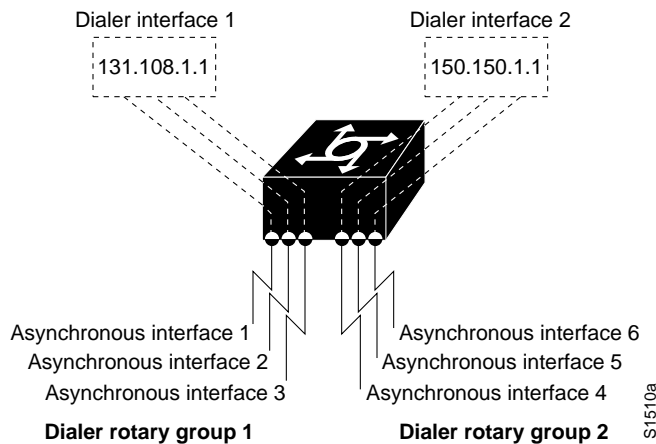 Dialer interface 1
Dialer interface 2
131.108.1.1
150.150.1.1
Asynchronous interface 1
Asynchronous interface 6
Asynchronous interface 2
Asynchronous interface 5
Asynchronous interface 3
Asynchronous interface 4
Dialer rotary group 1
Dialer rotary group 2
S1510a